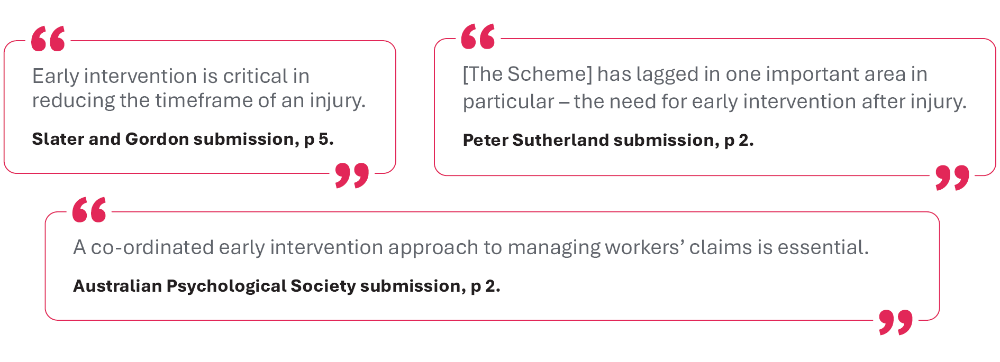 “
Early intervention is critical in
reducing the timeframe of an injury.
Slater and Gordon submission, p 5.
”
“
[The Scheme] has lagged in one important area in
particular – the need for early intervention after injury.
Peter Sutherland submission, p 2.
”
“
A co-ordinated early intervention approach to managing workers’ claims is essential.
Australian Psychological Society submission, p 2.
”